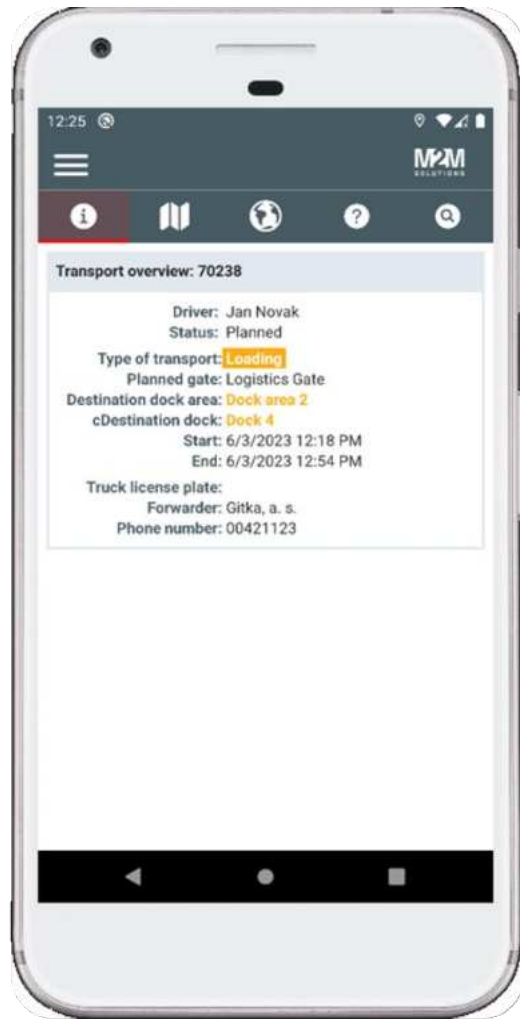 12:25
M2M
SOLUTIONS
Transport overview: 70238
Driver: Jan Novak
Status: Planned
Type of transport: Loading
Planned gate: Logistics Gate
Destination dock area: Dock area 2
cDestination dock: Dock 4
Start: 6/3/2023 12:18 PM
End: 6/3/2023 12:54 PM
Truck license plate:
Forwarder: Gitka, a. s.
Phone number: 00421123